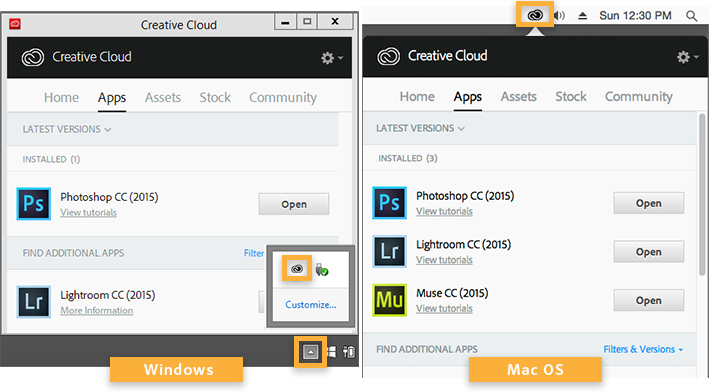 Creative Cloud
Creative Cloud
Home Apps Assets Stock Community
LATEST VERSIONS
INSTALLED (1)
Ps Photoshop CC (2015) Open
View tutorials
FIND ADDITIONAL APPS Filter
Lr Lightroom CC (2015)
More Information
Customize...
Windows
Sun 12:30 PM
Creative Cloud
Home Apps Assets Stock Community
LATEST VERSIONS
INSTALLED (3)
Ps Photoshop CC (2015) Open
View tutorials
Lr Lightroom CC (2015) Open
View tutorials
Mu Muse CC (2015) Open
View tutorials
FIND ADDITIONAL APPS Filters & Versions
Mac OS